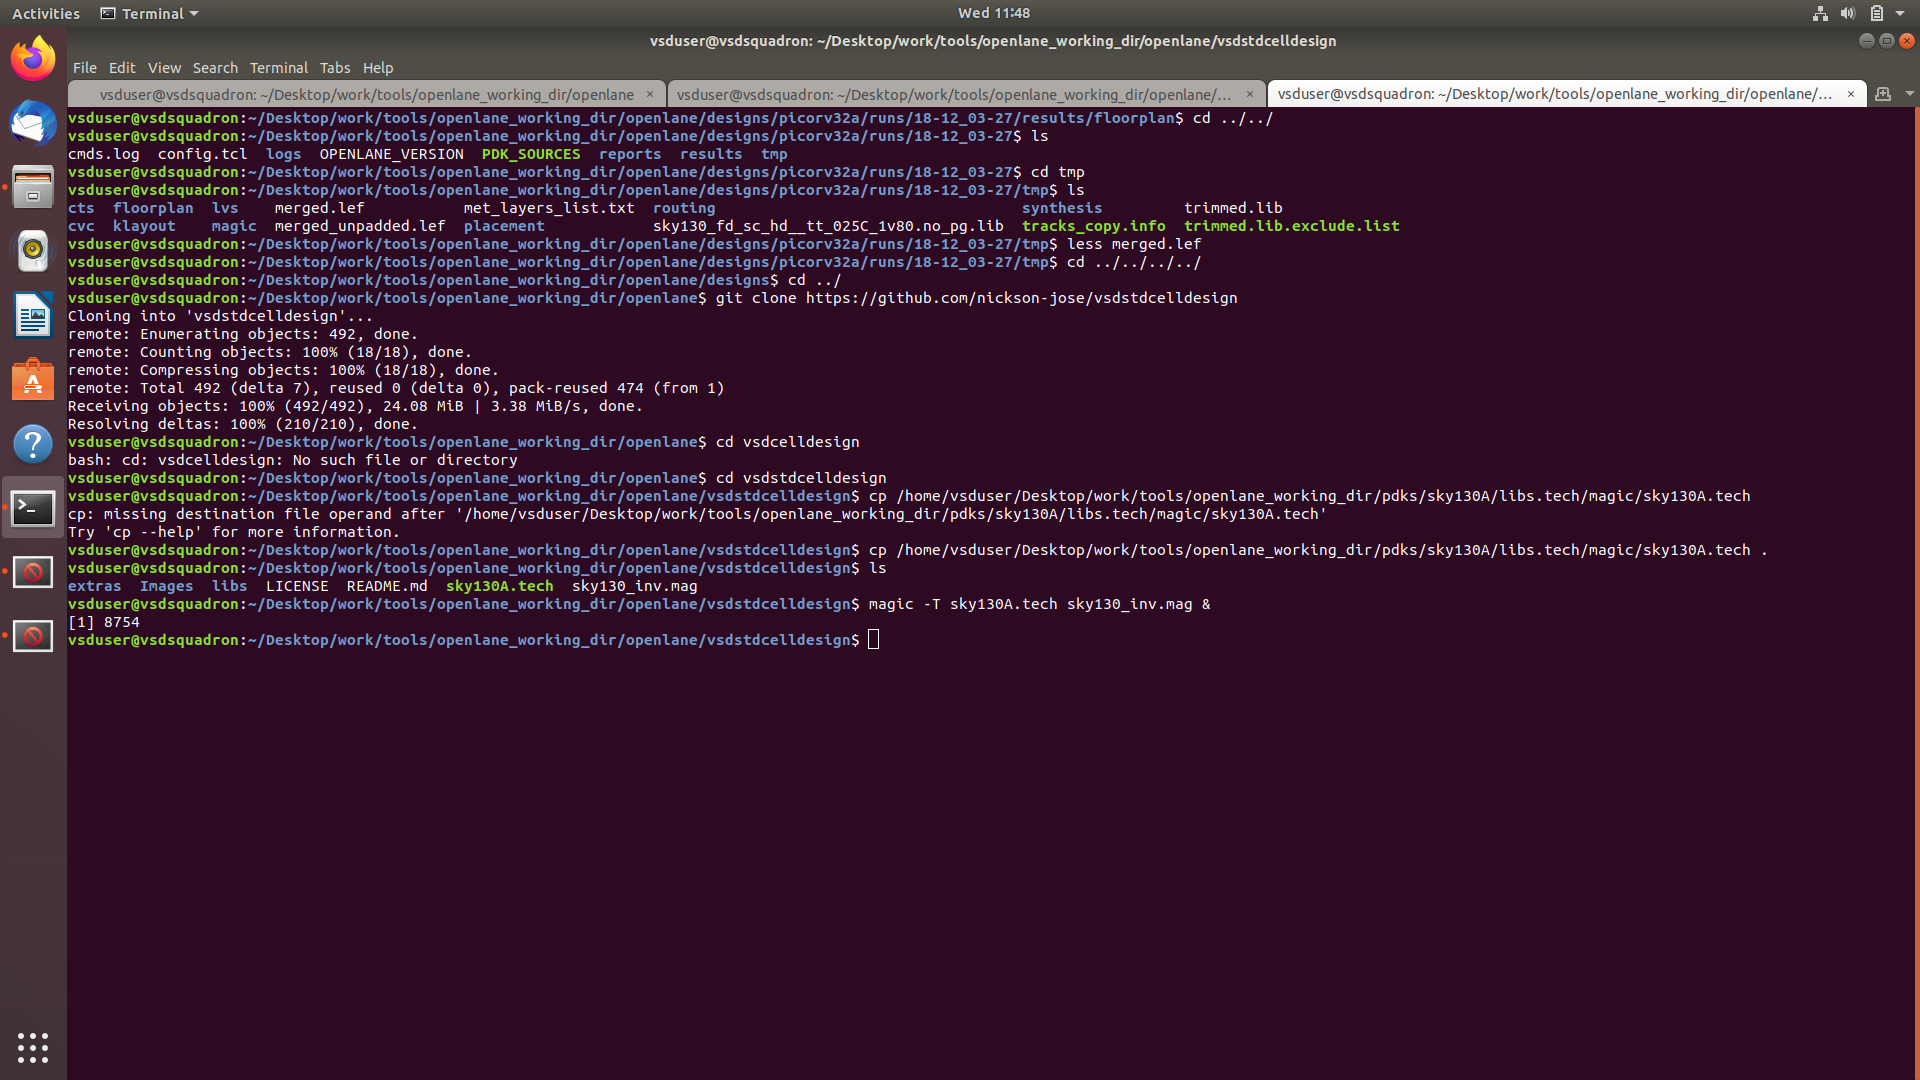 Activities Terminal Wed 11:48
vsduser@vsdsquadron: ~/Desktop/work/tools/openlane_working_dir/openlane/vsdstdcelldesign
File Edit View Search Terminal Tabs Help
vsduser@vsdsquadron: ~/Desktop/work/tools/openlane_working_dir/openlane × vsduser@vsdsquadron: ~/Desktop/work/tools/openlane_working_dir/openlane/... × vsduser@vsdsquadron: ~/Desktop/work/tools/openlane_working_dir/openlane/... ×
vsduser@vsdsquadron:~/Desktop/work/tools/openlane_working_dir/openlane/designs/picorv32a/runs/18-12_03-27/results/floorplan$ cd ../../
vsduser@vsdsquadron:~/Desktop/work/tools/openlane_working_dir/openlane/designs/picorv32a/runs/18-12_03-27$ ls
cmds.log config.tcl logs OPENLANE_VERSION PDK_SOURCES reports results tmp
vsduser@vsdsquadron:~/Desktop/work/tools/openlane_working_dir/openlane/designs/picorv32a/runs/18-12_03-27$ cd tmp
vsduser@vsdsquadron:~/Desktop/work/tools/openlane_working_dir/openlane/designs/picorv32a/runs/18-12_03-27/tmp$ ls
cts floorplan lvs merged.lef met_layers_list.txt routing synthesis trimmed.lib
cvc klayout magic merged_unpadded.lef placement sky130_fd_sc_hd__tt_025C_1v80.no_pg.lib tracks_copy.info trimmed.lib.exclude.list
vsduser@vsdsquadron:~/Desktop/work/tools/openlane_working_dir/openlane/designs/picorv32a/runs/18-12_03-27/tmp$ less merged.lef
vsduser@vsdsquadron:~/Desktop/work/tools/openlane_working_dir/openlane/designs/picorv32a/runs/18-12_03-27/tmp$ cd ../../../../
vsduser@vsdsquadron:~/Desktop/work/tools/openlane_working_dir/openlane/designs$ cd ../
vsduser@vsdsquadron:~/Desktop/work/tools/openlane_working_dir/openlane$ git clone https://github.com/nickson-jose/vsdstdcelldesign
Cloning into 'vsdstdcelldesign'...
remote: Enumerating objects: 492, done.
remote: Counting objects: 100% (18/18), done.
remote: Compressing objects: 100% (18/18), done.
remote: Total 492 (delta 7), reused 0 (delta 0), pack-reused 474 (from 1)
Receiving objects: 100% (492/492), 24.08 MiB | 3.38 MiB/s, done.
Resolving deltas: 100% (210/210), done.
vsduser@vsdsquadron:~/Desktop/work/tools/openlane_working_dir/openlane$ cd vsdcelldesign
bash: cd: vsdcelldesign: No such file or directory
vsduser@vsdsquadron:~/Desktop/work/tools/openlane_working_dir/openlane$ cd vsdstdcelldesign
vsduser@vsdsquadron:~/Desktop/work/tools/openlane_working_dir/openlane/vsdstdcelldesign$ cp /home/vsduser/Desktop/work/tools/openlane_working_dir/pdks/sky130A/libs.tech/magic/sky130A.tech
cp: missing destination file operand after '/home/vsduser/Desktop/work/tools/openlane_working_dir/pdks/sky130A/libs.tech/magic/sky130A.tech'
Try 'cp --help' for more information.
vsduser@vsdsquadron:~/Desktop/work/tools/openlane_working_dir/openlane/vsdstdcelldesign$ cp /home/vsduser/Desktop/work/tools/openlane_working_dir/pdks/sky130A/libs.tech/magic/sky130A.tech .
vsduser@vsdsquadron:~/Desktop/work/tools/openlane_working_dir/openlane/vsdstdcelldesign$ ls
extras Images libs LICENSE README.md sky130A.tech sky130_inv.mag
vsduser@vsdsquadron:~/Desktop/work/tools/openlane_working_dir/openlane/vsdstdcelldesign$ magic -T sky130A.tech sky130_inv.mag &
[1] 8754
vsduser@vsdsquadron:~/Desktop/work/tools/openlane_working_dir/openlane/vsdstdcelldesign$